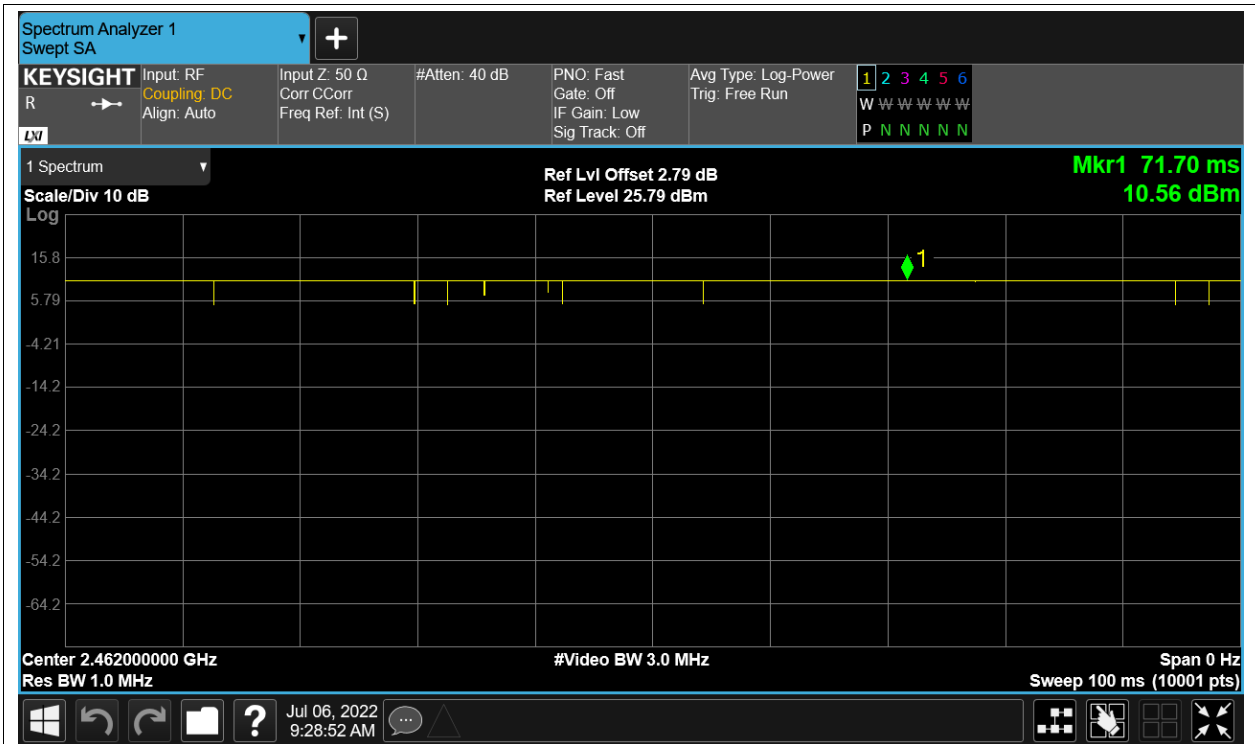 Spectrum Analyzer 1
Swept SA
KEYSIGHT
R
LXI
Input: RF
Coupling: DC
Align: Auto
Input Z: 50 Ω
Corr CCorr
Freq Ref: Int (S)
#Atten: 40 dB
PNO: Fast
Gate: Off
IF Gain: Low
Sig Track: Off
Avg Type: Log-Power
Trig: Free Run
1 2 3 4 5 6
W W W W W W
P N N N N N
1 Spectrum
Scale/Div 10 dB
Ref Lvl Offset 2.79 dB
Ref Level 25.79 dBm
Mkr1 71.70 ms
10.56 dBm
Log
1
15.8
5.79
-4.21
-14.2
-24.2
-34.2
-44.2
-54.2
-64.2
Center 2.462000000 GHz
#Video BW 3.0 MHz
Span 0 Hz
Res BW 1.0 MHz
Sweep 100 ms (10001 pts)
?
Jul 06, 2022
9:28:52 AM